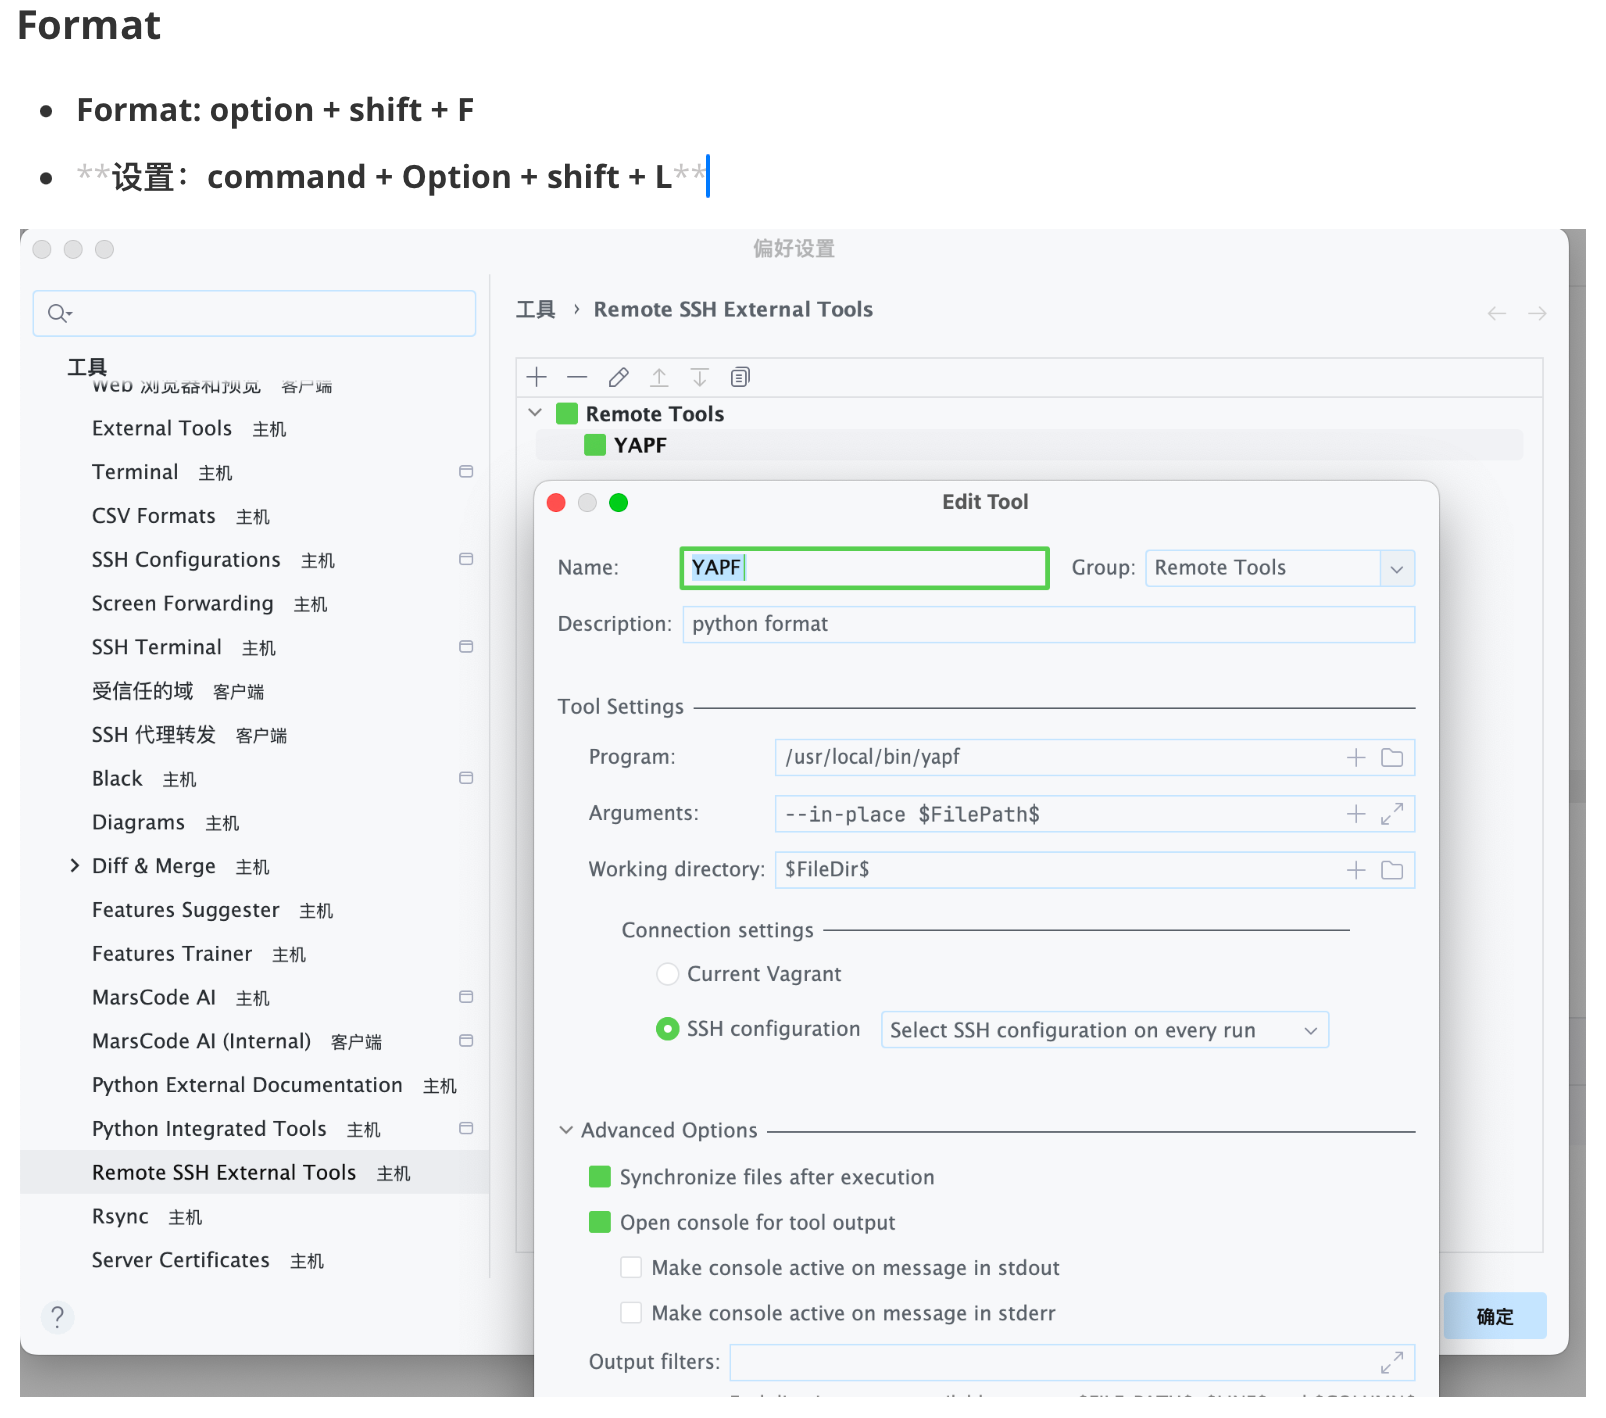 Format
Format: option + shift + F
**设置：command + Option + shift + L**
偏好设置
工具 › Remote SSH External Tools
工具
Web 浏览器和预览 客户端
External Tools 主机
Terminal 主机
CSV Formats 主机
SSH Configurations 主机
Screen Forwarding 主机
SSH Terminal 主机
受信任的域 客户端
SSH 代理转发 客户端
Black 主机
Diagrams 主机
Diff & Merge 主机
Features Suggester 主机
Features Trainer 主机
MarsCode AI 主机
MarsCode AI (Internal) 客户端
Python External Documentation 主机
Python Integrated Tools 主机
Remote SSH External Tools 主机
Rsync 主机
Server Certificates 主机
?
Remote Tools
YAPF
Edit Tool
Name: YAPF Group: Remote Tools
Description: python format
Tool Settings
Program: /usr/local/bin/yapf
Arguments: --in-place $FilePath$
Working directory: $FileDir$
Connection settings
Current Vagrant
SSH configuration Select SSH configuration on every run
Advanced Options
Synchronize files after execution
Open console for tool output
Make console active on message in stdout
Make console active on message in stderr
Output filters:
确定